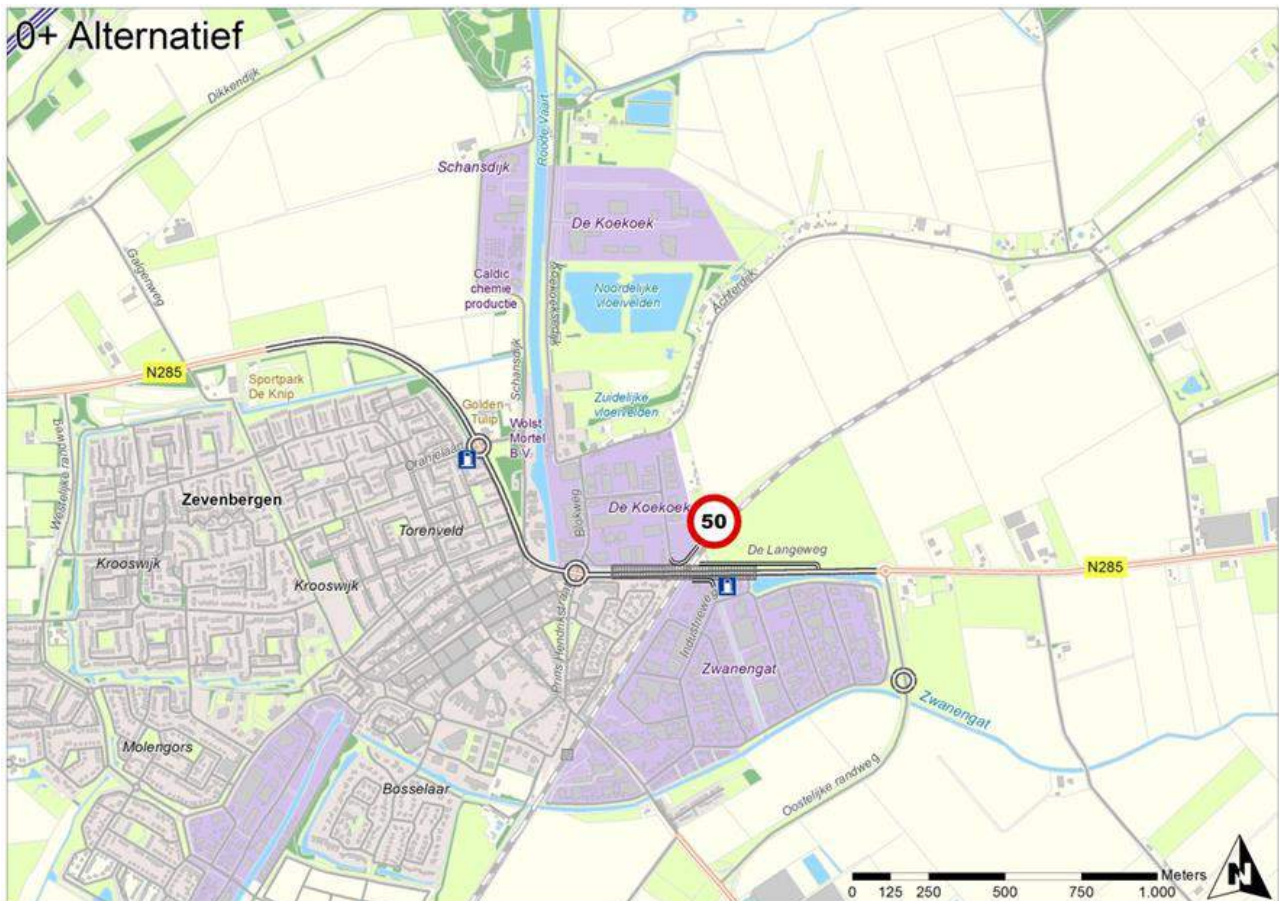 0+ Alternatief
Dikkendijk
Roode Vaart
Schansdijk
De Koekoek
Galgenweg
Caldic
chemie
productie
Koekoeksedijk
Noordelijke
vloeivelden
Achterdijk
N285
Sportpark
De Knip
Schansdijk
Zuidelijke
vloeivelden
Golden
Tulip
Wolst
Mortel
B.V.
Oranjelaan
Westelijke randweg
Zevenbergen
Torenveld
Blokweg
De Koekoek
50
De Langeweg
N285
Krooswijk
Krooswijk
Prins Hendrikstraat
Industrieweg
Zwanengat
Zwanengat
Molengors
Bosselaar
Oostelijke randweg
Meters
0 125 250 500 750 1.000
N